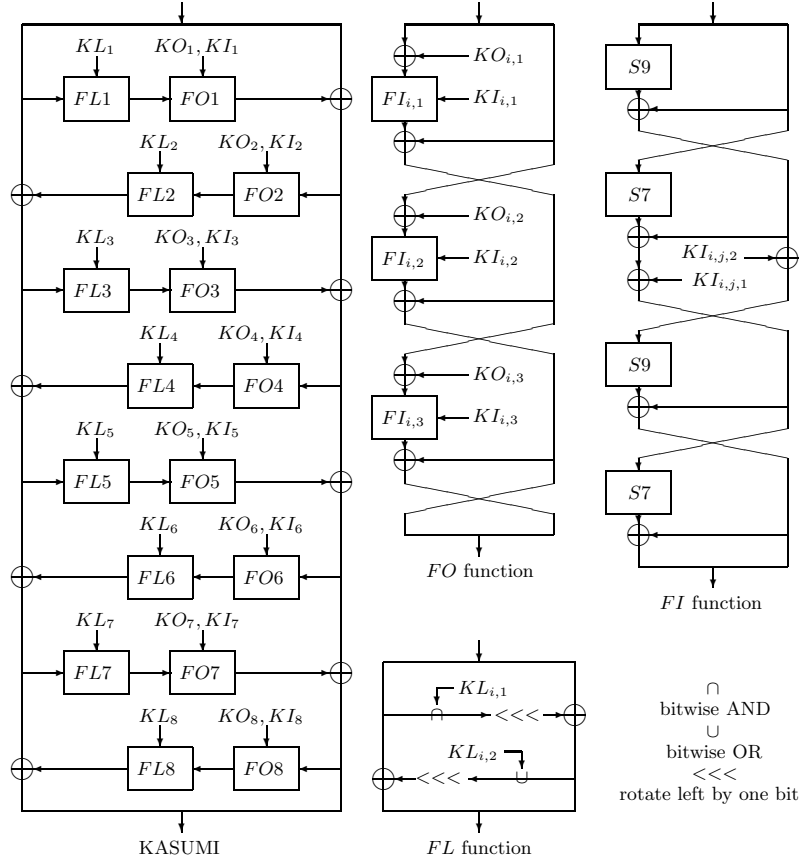 KL₁ KO₁, KI₁
FL1 FO1
KL₂ KO₂, KI₂
FL2 FO2
KL₃ KO₃, KI₃
FL3 FO3
KL₄ KO₄, KI₄
FL4 FO4
KL₅ KO₅, KI₅
FL5 FO5
KL₆ KO₆, KI₆
FL6 FO6
KL₇ KO₇, KI₇
FL7 FO7
KL₈ KO₈, KI₈
FL8 FO8
KASUMI
KOᵢ,₁
FIᵢ,₁ KIᵢ,₁
KOᵢ,₂
FIᵢ,₂ KIᵢ,₂
KOᵢ,₃
FIᵢ,₃ KIᵢ,₃
FO function
S9
S7
KIᵢ,ⱼ,₂
KIᵢ,ⱼ,₁
S9
S7
FI function
KLᵢ,₁
∩ <<<
KLᵢ,₂
<<< ∪
FL function
∩
bitwise AND
∪
bitwise OR
<<<
rotate left by one bit